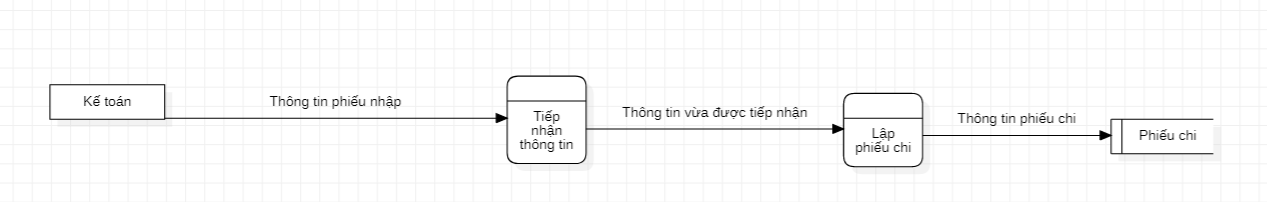 Kế toán
Thông tin phiếu nhập
Tiếp
nhận
thông tin
Thông tin vừa được tiếp nhận
Lập
phiếu chi
Thông tin phiếu chi
Phiếu chi